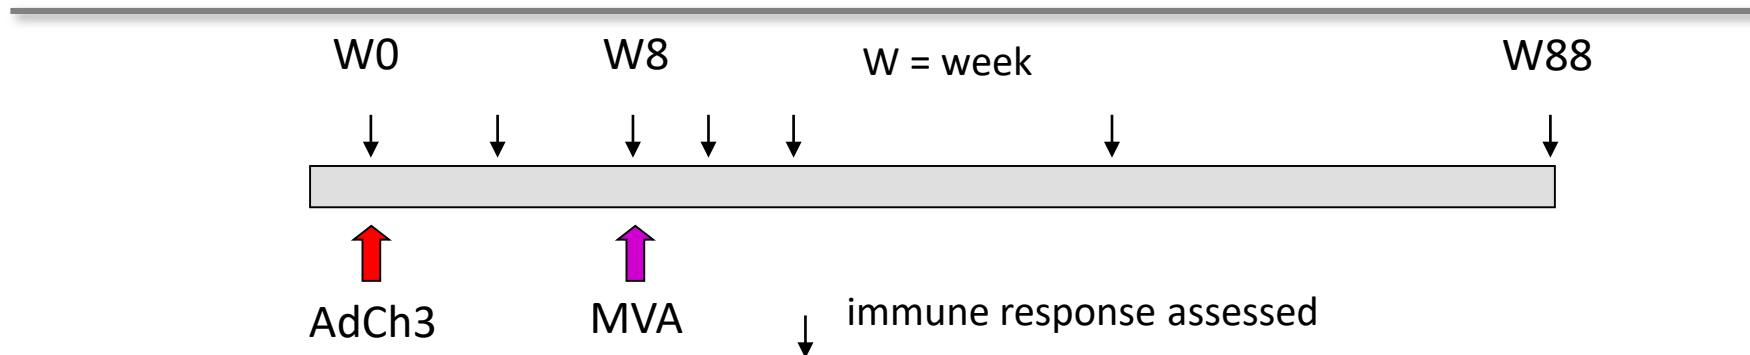 W0
W8
W = week
W88
AdCh3
MVA
immune response assessed